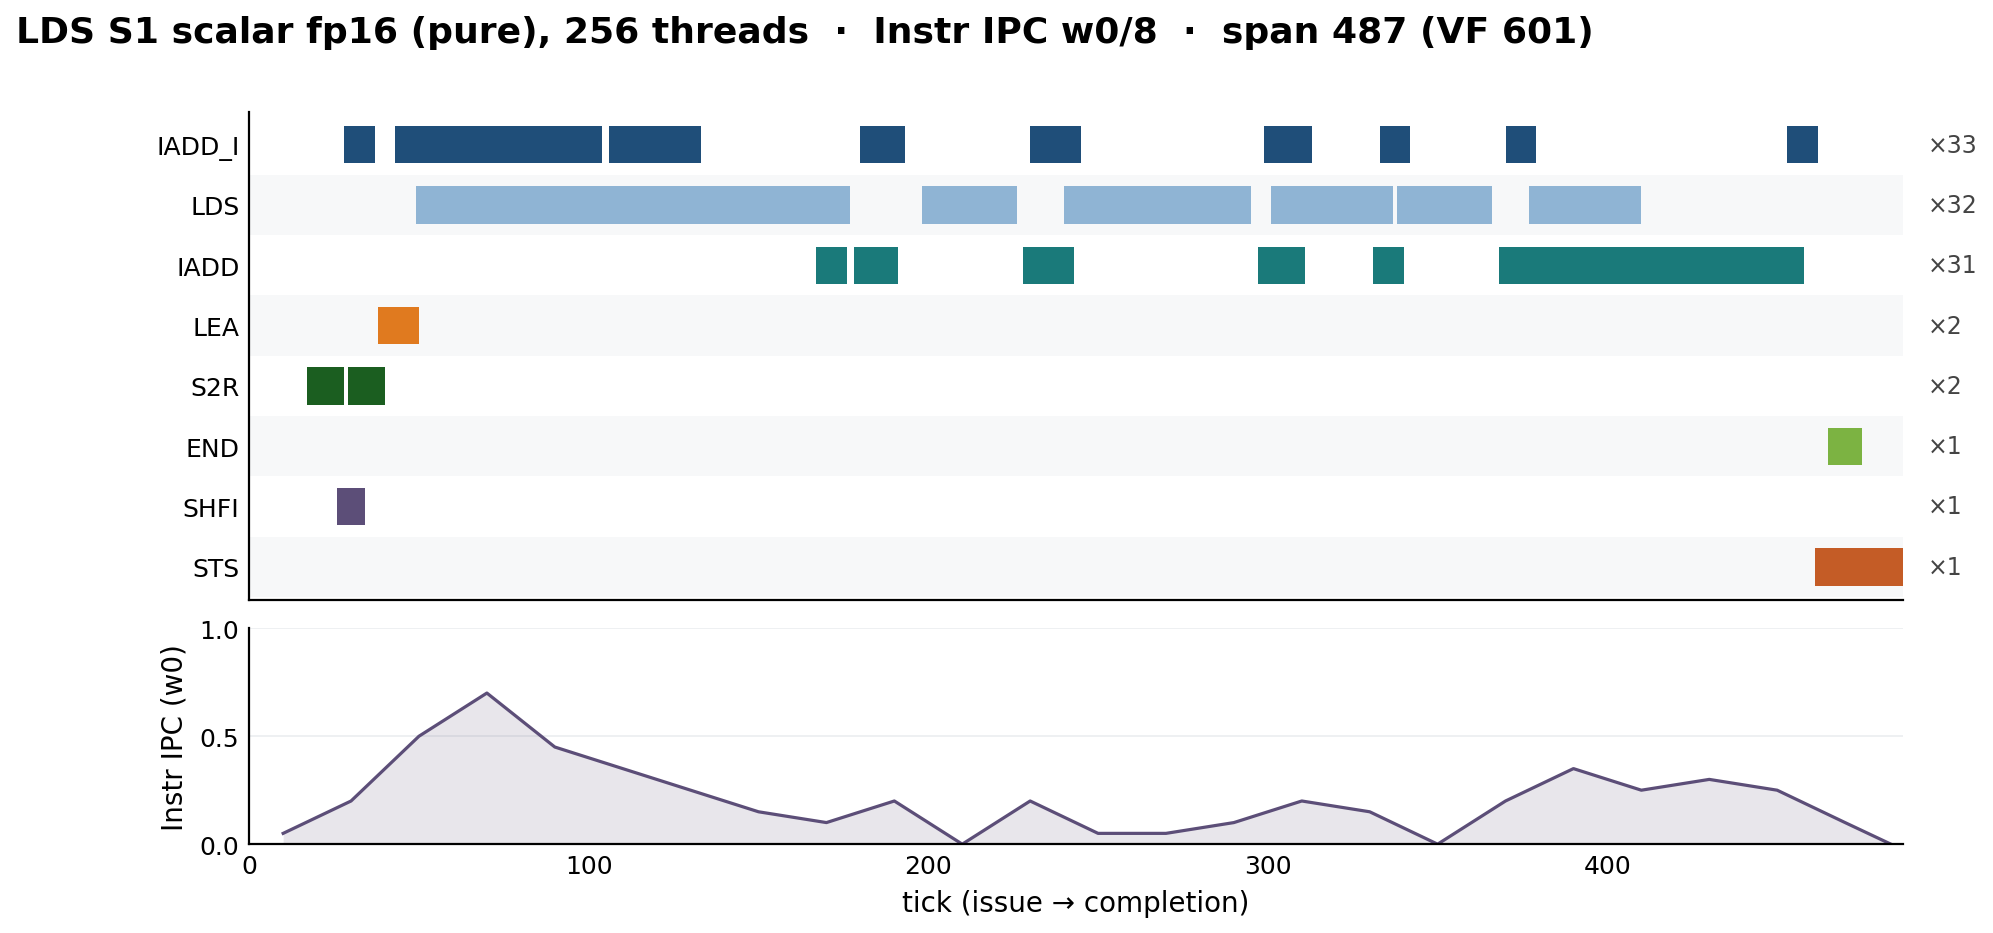 LDS S1 scalar fp16 (pure), 256 threads · Instr IPC w0/8 · span 487 (VF 601)
IADD_I ×33
LDS ×32
IADD ×31
LEA ×2
S2R ×2
END ×1
SHFI ×1
STS ×1
Instr IPC (w0)
1.0
0.5
0.0
0 100 200 300 400
tick (issue → completion)